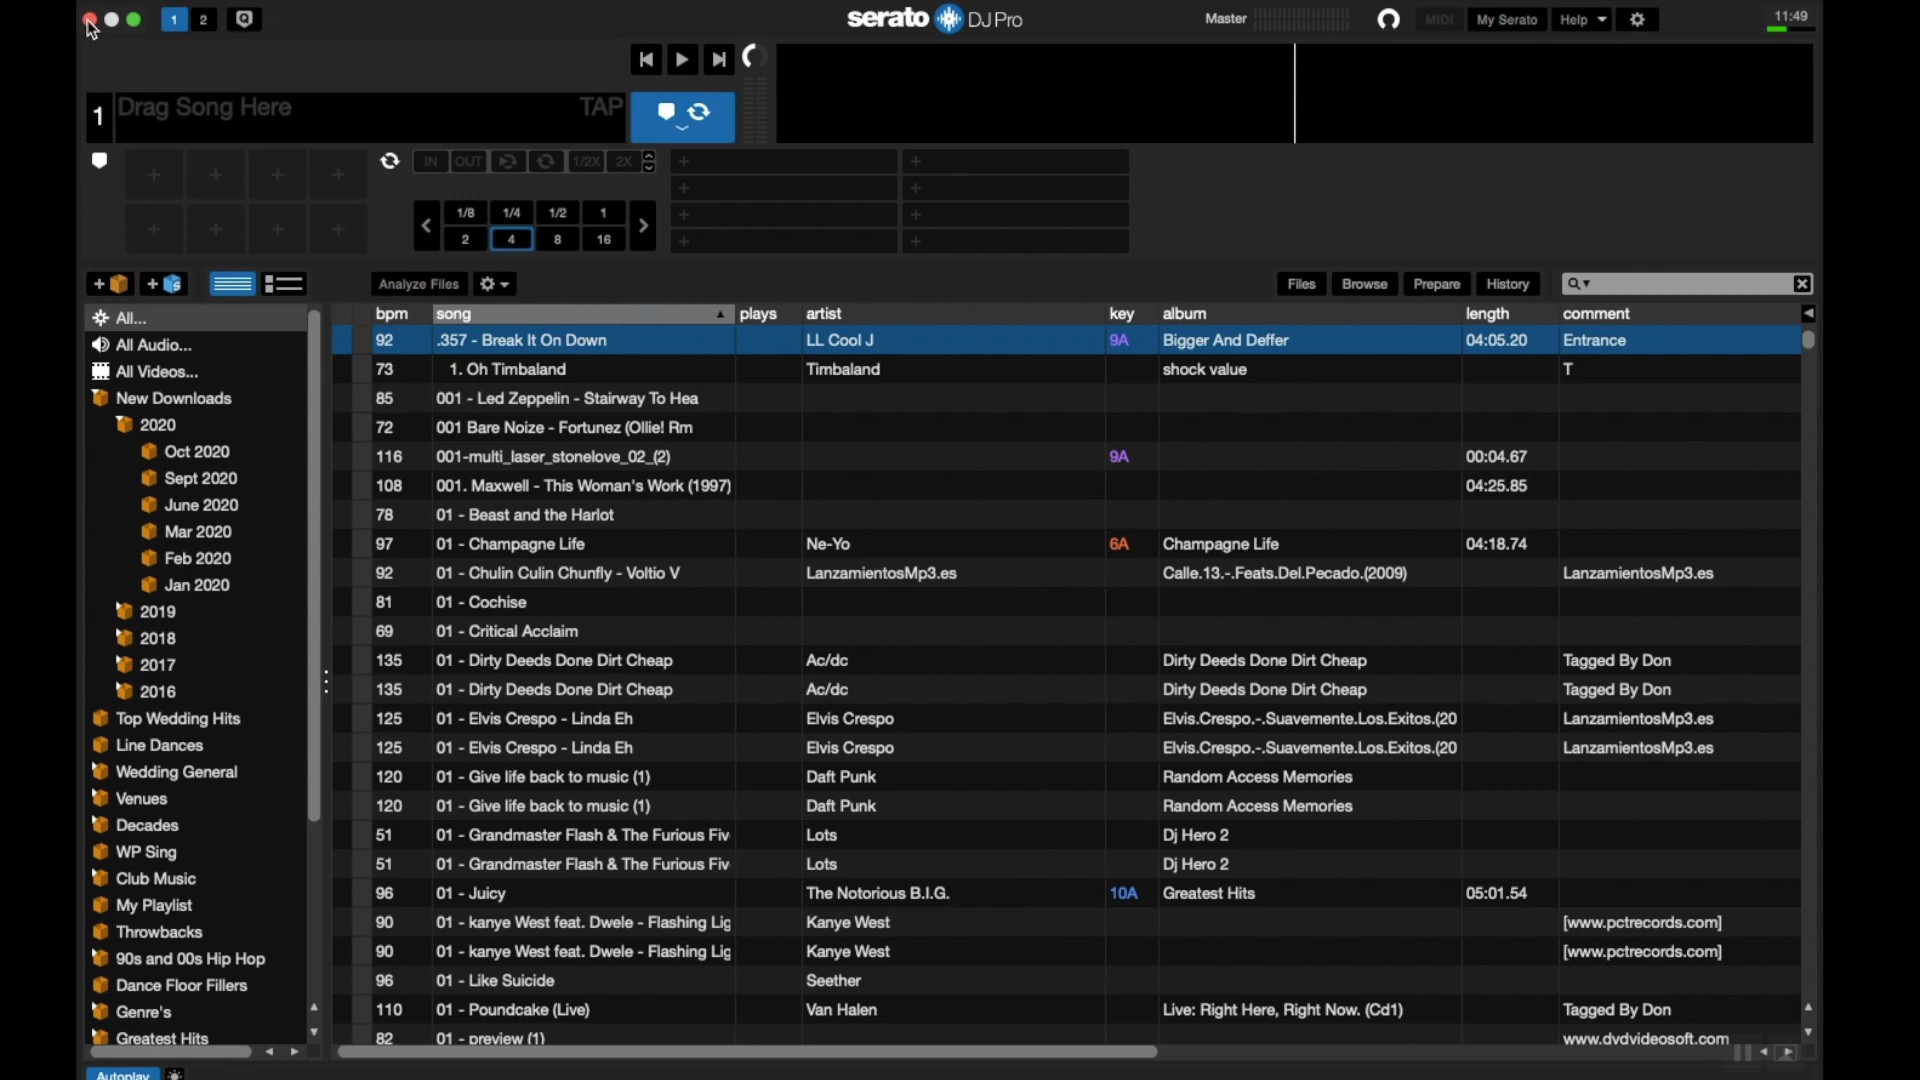 1 2
serato DJ Pro
Master
MIDI My Serato Help
11:49
1 Drag Song Here TAP
IN OUT 1/2X 2X
1/8 1/4 1/2 1
2 4 8 16
Analyze Files
Files Browse Prepare History
bpm song plays artist key album length comment
All...
All Audio...
All Videos...
New Downloads
2020
Oct 2020
Sept 2020
June 2020
Mar 2020
Feb 2020
Jan 2020
2019
2018
2017
2016
Top Wedding Hits
Line Dances
Wedding General
Venues
Decades
WP Sing
Club Music
My Playlist
Throwbacks
90s and 00s Hip Hop
Dance Floor Fillers
Genre's
Greatest Hits
92 .357 - Break It On Down LL Cool J 9A Bigger And Deffer 04:05.20 Entrance
73 1. Oh Timbaland Timbaland shock value T
85 001 - Led Zeppelin - Stairway To Hea
72 001 Bare Noize - Fortunez (Ollie! Rm
116 001-multi_laser_stonelove_02_(2) 9A 00:04.67
108 001. Maxwell - This Woman's Work (1997) 04:25.85
78 01 - Beast and the Harlot
97 01 - Champagne Life Ne-Yo 6A Champagne Life 04:18.74
92 01 - Chulin Culin Chunfly - Voltio V LanzamientosMp3.es Calle.13.-.Feats.Del.Pecado.(2009) LanzamientosMp3.es
81 01 - Cochise
69 01 - Critical Acclaim
135 01 - Dirty Deeds Done Dirt Cheap Ac/dc Dirty Deeds Done Dirt Cheap Tagged By Don
135 01 - Dirty Deeds Done Dirt Cheap Ac/dc Dirty Deeds Done Dirt Cheap Tagged By Don
125 01 - Elvis Crespo - Linda Eh Elvis Crespo Elvis.Crespo.-.Suavemente.Los.Exitos.(20 LanzamientosMp3.es
125 01 - Elvis Crespo - Linda Eh Elvis Crespo Elvis.Crespo.-.Suavemente.Los.Exitos.(20 LanzamientosMp3.es
120 01 - Give life back to music (1) Daft Punk Random Access Memories
120 01 - Give life back to music (1) Daft Punk Random Access Memories
51 01 - Grandmaster Flash & The Furious Fiv Lots Dj Hero 2
51 01 - Grandmaster Flash & The Furious Fiv Lots Dj Hero 2
96 01 - Juicy The Notorious B.I.G. 10A Greatest Hits 05:01.54
90 01 - kanye West feat. Dwele - Flashing Lig Kanye West [www.pctrecords.com]
90 01 - kanye West feat. Dwele - Flashing Lig Kanye West [www.pctrecords.com]
96 01 - Like Suicide Seether
110 01 - Poundcake (Live) Van Halen Live: Right Here, Right Now. (Cd1) Tagged By Don
82 01 - preview (1) www.dvdvideosoft.com
Autoplay